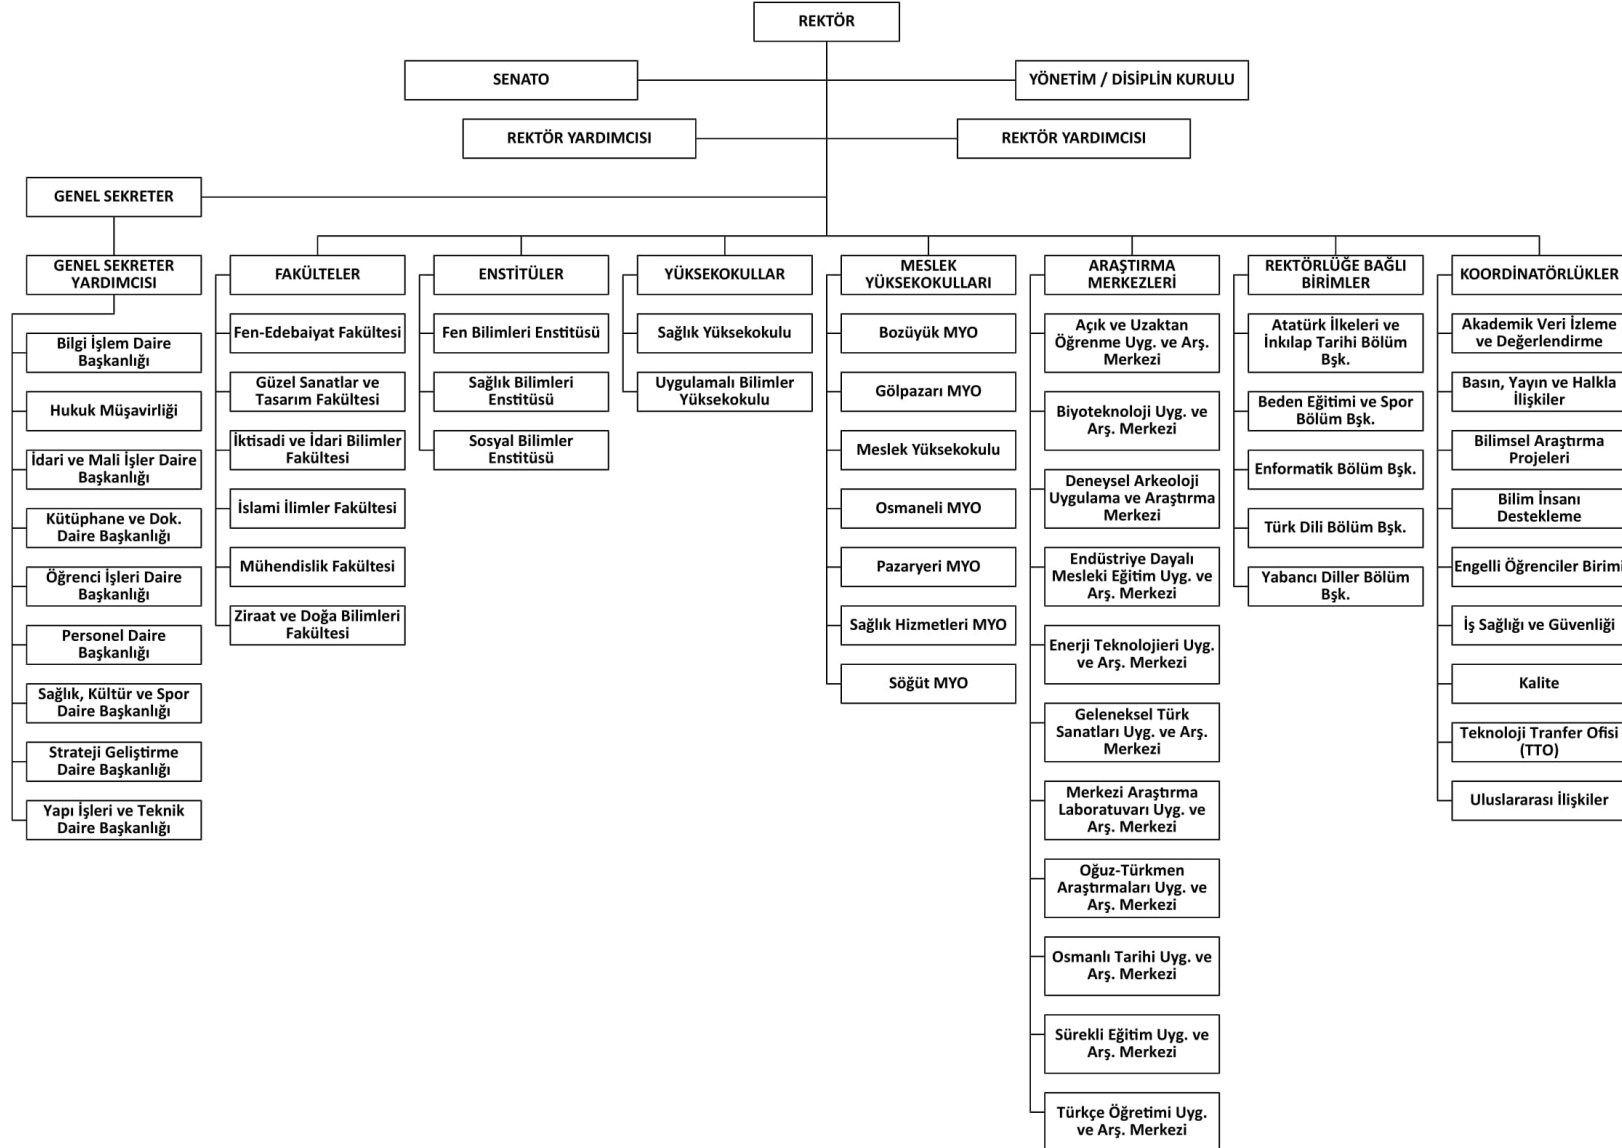 REKTÖR
SENATO
YÖNETİM / DİSİPLİN KURULU
REKTÖR YARDIMCISI
REKTÖR YARDIMCISI
GENEL SEKRETER
GENEL SEKRETER
YARDIMCISI
Bilgi İşlem Daire
Başkanlığı
Hukuk Müşavirliği
İdari ve Mali İşler Daire
Başkanlığı
Kütüphane ve Dok.
Daire Başkanlığı
Öğrenci İşleri Daire
Başkanlığı
Personel Daire
Başkanlığı
Sağlık, Kültür ve Spor
Daire Başkanlığı
Strateji Geliştirme
Daire Başkanlığı
Yapı İşleri ve Teknik
Daire Başkanlığı
FAKÜLTELER
Fen-Edebaiyat Fakültesi
Güzel Sanatlar ve
Tasarım Fakültesi
İktisadi ve İdari Bilimler
Fakültesi
İslami İlimler Fakültesi
Mühendislik Fakültesi
Ziraat ve Doğa Bilimleri
Fakültesi
ENSTİTÜLER
Fen Bilimleri Enstitüsü
Sağlık Bilimleri
Enstitüsü
Sosyal Bilimler
Enstitüsü
YÜKSEKOKULLAR
Sağlık Yüksekokulu
Uygulamalı Bilimler
Yüksekokulu
MESLEK
YÜKSEKOKULLARI
Bozüyük MYO
Gölpazarı MYO
Meslek Yüksekokulu
Osmaneli MYO
Pazaryeri MYO
Sağlık Hizmetleri MYO
Söğüt MYO
ARAŞTIRMA
MERKEZLERİ
Açık ve Uzaktan
Öğrenme Uyg. ve Arş.
Merkezi
Biyoteknoloji Uyg. ve
Arş. Merkezi
Deneysel Arkeoloji
Uygulama ve Araştırma
Merkezi
Endüstriye Dayalı
Mesleki Eğitim Uyg. ve
Arş. Merkezi
Enerji Teknolojieri Uyg.
ve Arş. Merkezi
Geleneksel Türk
Sanatları Uyg. ve Arş.
Merkezi
Merkezi Araştırma
Laboratuvarı Uyg. ve
Arş. Merkezi
Oğuz-Türkmen
Araştırmaları Uyg. ve
Arş. Merkezi
Osmanlı Tarihi Uyg. ve
Arş. Merkezi
Sürekli Eğitim Uyg. ve
Arş. Merkezi
Türkçe Öğretimi Uyg.
ve Arş. Merkezi
REKTÖRLÜĞE BAĞLI
BİRİMLER
Atatürk İlkeleri ve
İnkılap Tarihi Bölüm
Bşk.
Beden Eğitimi ve Spor
Bölüm Bşk.
Enformatik Bölüm Bşk.
Türk Dili Bölüm Bşk.
Yabancı Diller Bölüm
Bşk.
KOORDİNATÖRLÜKLER
Akademik Veri İzleme
ve Değerlendirme
Basın, Yayın ve Halkla
İlişkiler
Bilimsel Araştırma
Projeleri
Bilim İnsanı
Destekleme
Engelli Öğrenciler Birimi
İş Sağlığı ve Güvenliği
Kalite
Teknoloji Tranfer Ofisi
(TTO)
Uluslararası İlişkiler